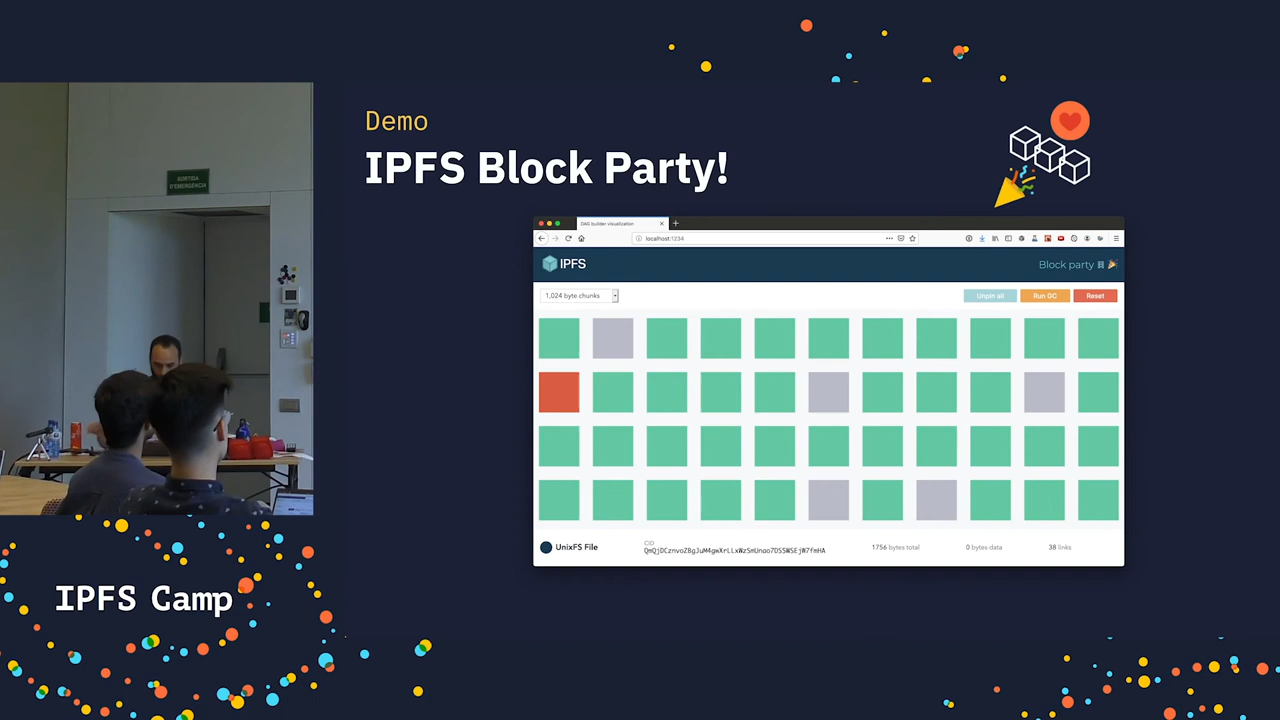 Demo
IPFS Block Party!
SORTIDA
D'EMERGÈNCIA
DAG builder visualization
localhost:1234
IPFS
Block party
1,024 byte chunks
Unpin all
Run GC
Reset
UnixFS File
CID
1756 bytes total
0 bytes data
38 links
IPFS Camp